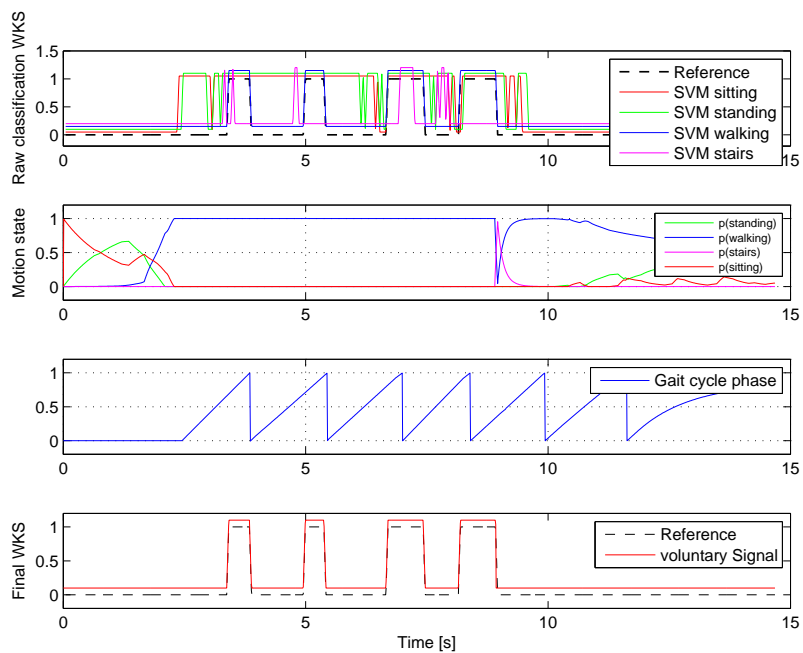 Raw classification WKS
1.5
1
0.5
0
0
5
10
15
Reference
SVM sitting
SVM standing
SVM walking
SVM stairs
Motion state
1
0.5
0
0
5
10
15
p(standing)
p(walking)
p(stairs)
p(sitting)
1
0.5
0
0
5
10
15
Gait cycle phase
Final WKS
1
0.5
0
0
5
10
15
Reference
voluntary Signal
Time [s]